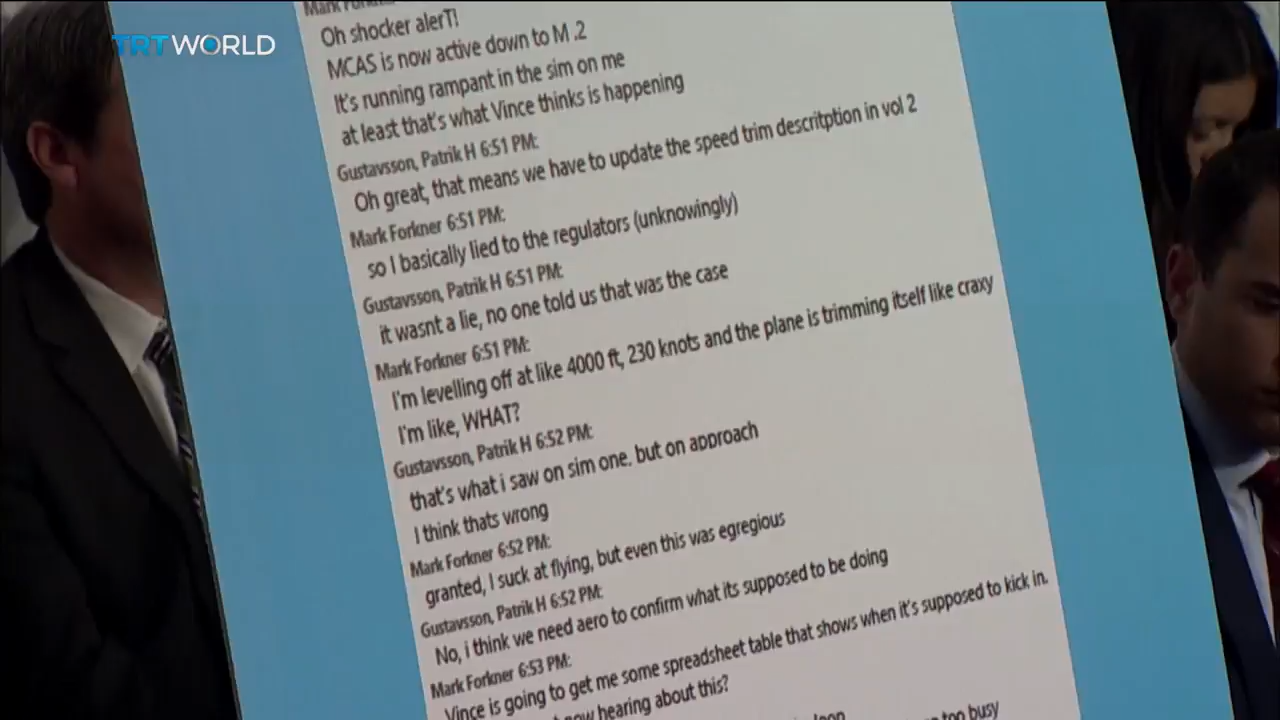 TRT WORLD
Mark Forkner
Oh shocker alerT!
MCAS is now active down to M .2
It's running rampant in the sim on me
at least that's what Vince thinks is happening
Gustavsson, Patrik H 6:51 PM:
Oh great, that means we have to update the speed trim descritption in vol 2
Mark Forkner 6:51 PM:
so I basically lied to the regulators (unknowingly)
Gustavsson, Patrik H 6:51 PM:
it wasnt a lie, no one told us that was the case
Mark Forkner 6:51 PM:
I'm levelling off at like 4000 ft, 230 knots and the plane is trimming itself like craxy
I'm like, WHAT?
Gustavsson, Patrik H 6:52 PM:
that's what i saw on sim one, but on approach
I think thats wrong
Mark Forkner 6:52 PM:
granted, I suck at flying, but even this was egregious
Gustavsson, Patrik H 6:52 PM:
No, i think we need aero to confirm what its supposed to be doing
Mark Forkner 6:53 PM:
Vince is going to get me some spreadsheet table that shows when it's supposed to kick in.
now hearing about this?
too busy